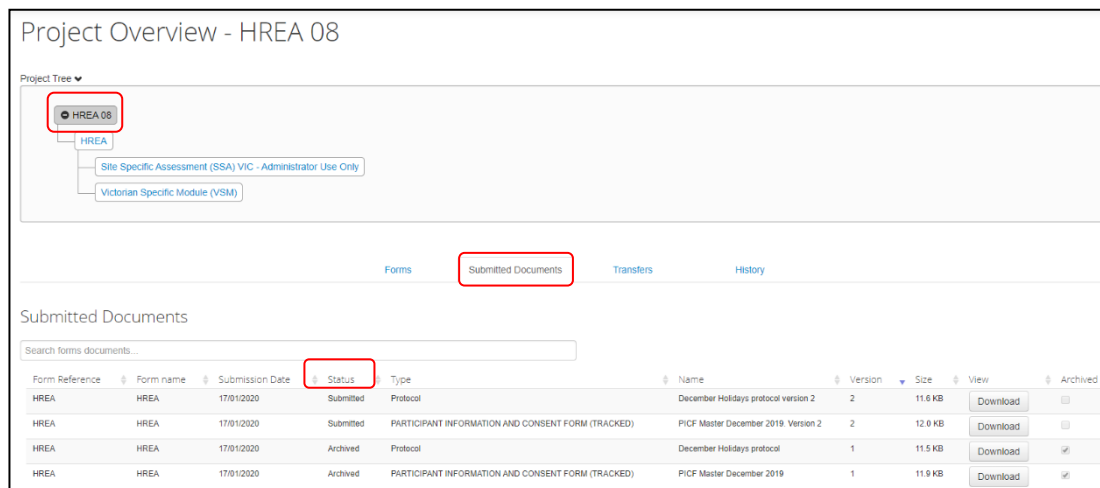 Project Overview - HREA 08
Project Tree
HREA 08
HREA
Site Specific Assessment (SSA) VIC - Administrator Use Only
Victorian Specific Module (VSM)
Forms Submitted Documents Transfers History
Submitted Documents
Search forms documents...
Form Reference Form name Submission Date Status Type Name Version Size View Archived
HREA HREA 17/01/2020 Submitted Protocol December Holidays protocol version 2 2 11.6 KB Download
HREA HREA 17/01/2020 Submitted PARTICIPANT INFORMATION AND CONSENT FORM (TRACKED) PICF Master December 2019. Version 2 2 12.0 KB Download
HREA HREA 17/01/2020 Archived Protocol December Holidays protocol 1 11.5 KB Download
HREA HREA 17/01/2020 Archived PARTICIPANT INFORMATION AND CONSENT FORM (TRACKED) PICF Master December 2019 1 11.9 KB Download